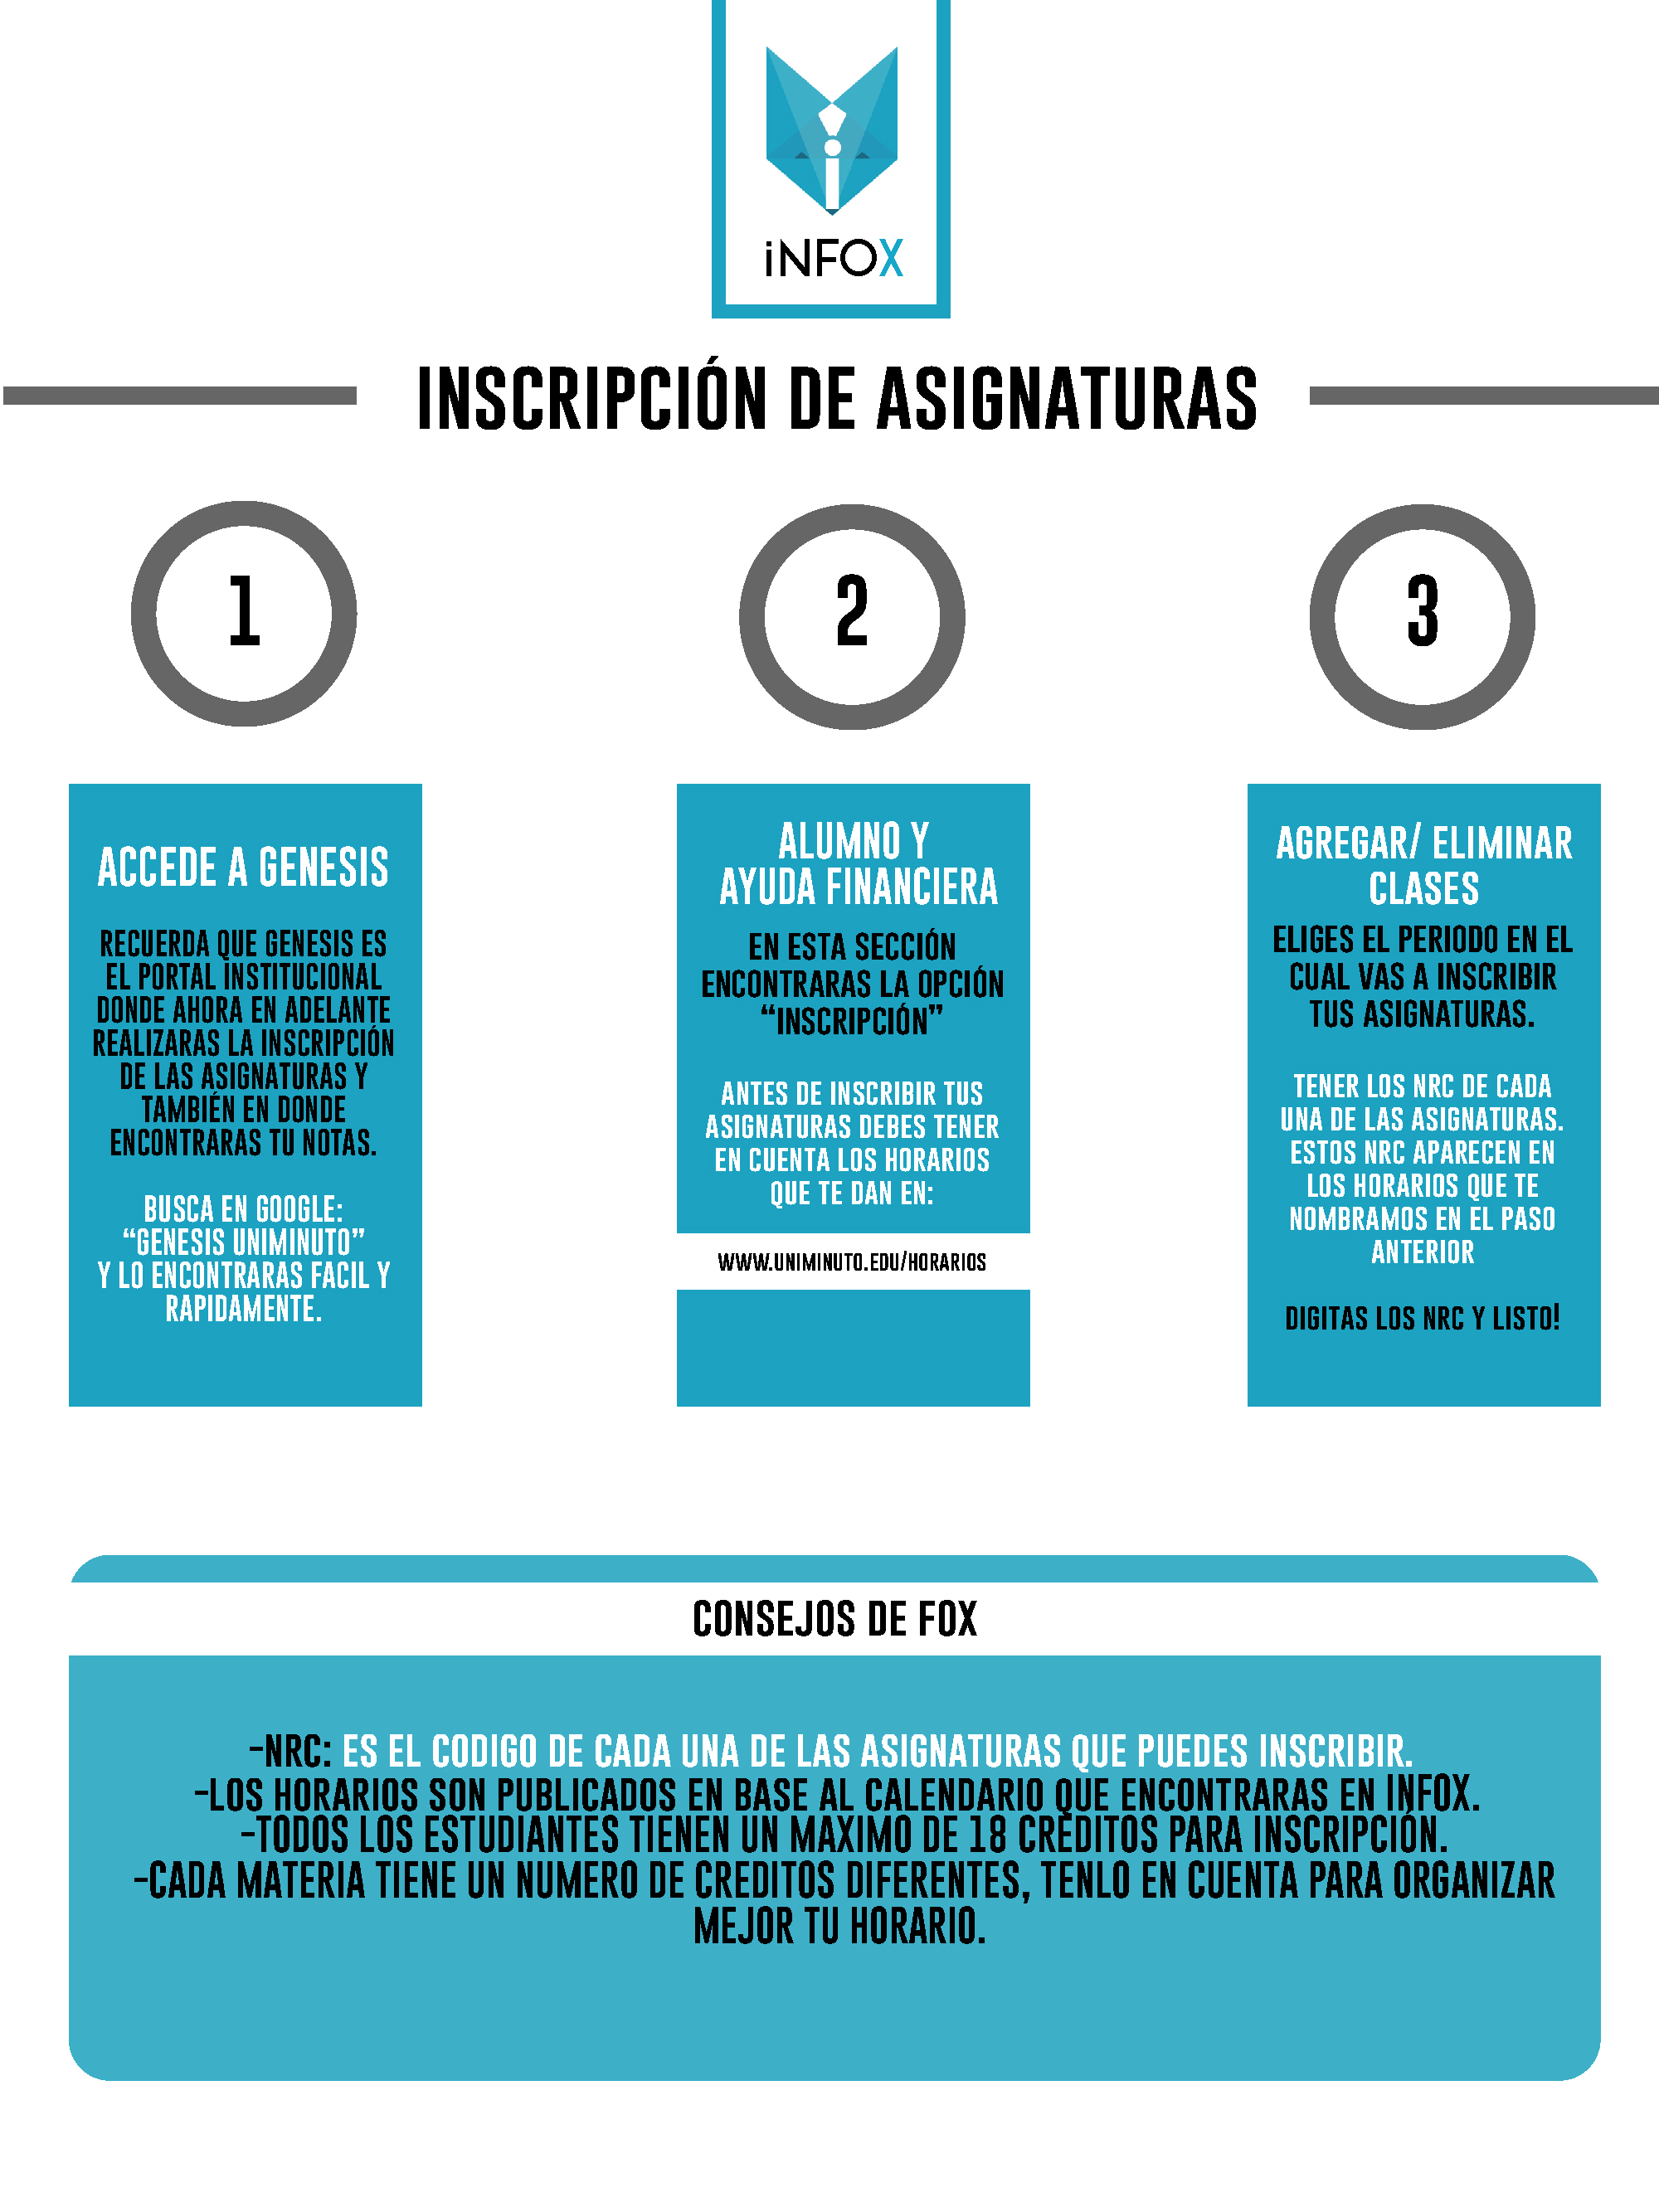 iNFOX
INSCRIPCIÓN DE ASIGNATURAS
1
ACCEDE A GENESIS
RECUERDA QUE GENESIS ES
EL PORTAL INSTITUCIONAL
DONDE AHORA EN ADELANTE
REALIZARAS LA INSCRIPCIÓN
DE LAS ASIGNATURAS Y
TAMBIÉN EN DONDE
ENCONTRARAS TU NOTAS.
BUSCA EN GOOGLE:
“GENESIS UNIMINUTO”
Y LO ENCONTRARAS FACIL Y
RAPIDAMENTE.
2
ALUMNO Y
AYUDA FINANCIERA
EN ESTA SECCIÓN
ENCONTRARAS LA OPCIÓN
“INSCRIPCIÓN”
ANTES DE INSCRIBIR TUS
ASIGNATURAS DEBES TENER
EN CUENTA LOS HORARIOS
QUE TE DAN EN:
WWW.UNIMINUTO.EDU/HORARIOS
3
AGREGAR/ ELIMINAR
CLASES
ELIGES EL PERIODO EN EL
CUAL VAS A INSCRIBIR
TUS ASIGNATURAS.
TENER LOS NRC DE CADA
UNA DE LAS ASIGNATURAS.
ESTOS NRC APARECEN EN
LOS HORARIOS QUE TE
NOMBRAMOS EN EL PASO
ANTERIOR
DIGITAS LOS NRC Y LISTO!
CONSEJOS DE FOX
-NRC: ES EL CODIGO DE CADA UNA DE LAS ASIGNATURAS QUE PUEDES INSCRIBIR.
-LOS HORARIOS SON PUBLICADOS EN BASE AL CALENDARIO QUE ENCONTRARAS EN INFOX.
-TODOS LOS ESTUDIANTES TIENEN UN MAXIMO DE 18 CREDITOS PARA INSCRIPCIÓN.
-CADA MATERIA TIENE UN NUMERO DE CREDITOS DIFERENTES, TENLO EN CUENTA PARA ORGANIZAR
MEJOR TU HORARIO.